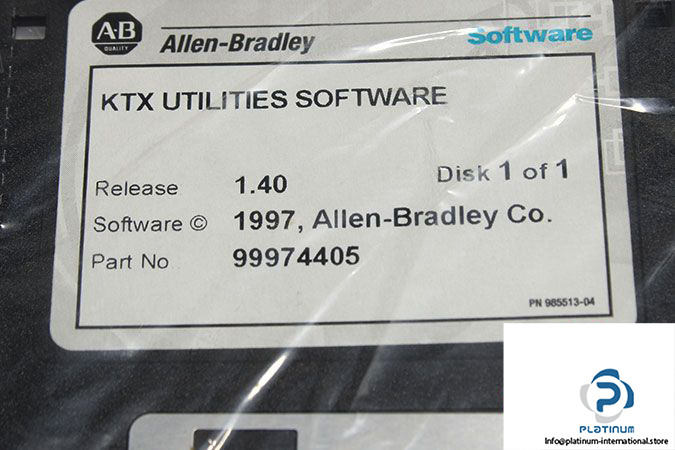 A-B
QUALITY
Allen-Bradley
Software
KTX UTILITIES SOFTWARE
Disk 1 of 1
Release 1.40
Software © 1997, Allen-Bradley Co.
Part No 99974405
PN 985513-04
PLATINUM
Info@platinum-international.store